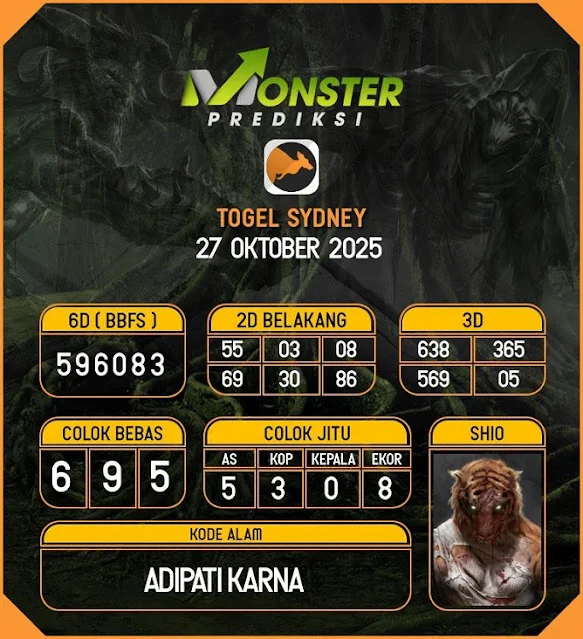 MONSTER
PREDIKSI
TOGEL SYDNEY
27 OKTOBER 2025
6D ( BBFS )
596083
2D BELAKANG
55 03 08
69 30 86
3D
638 365
569 05
COLOK BEBAS
6 9 5
COLOK JITU
AS KOP KEPALA EKOR
5 3 0 8
SHIO
KODE ALAM
ADIPATI KARNA